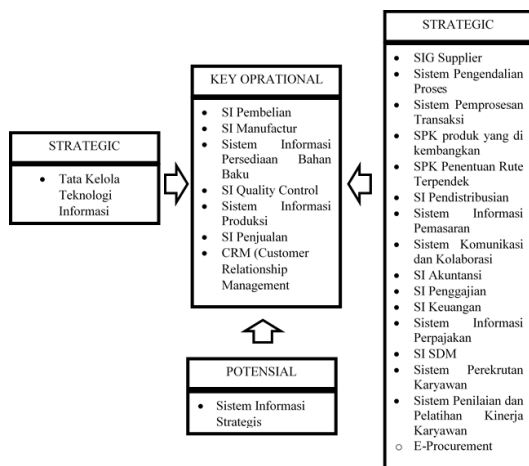 STRATEGIC
• Tata Kelola
Teknologi
Informasi
KEY OPRATIONAL
• SI Pembelian
• SI Manufactur
• Sistem Informasi
Persediaan Bahan
Baku
• SI Quality Control
• Sistem Informasi
Produksi
• SI Penjualan
• CRM (Customer
Relationship
Management
POTENSIAL
• Sistem Informasi
Strategis
STRATEGIC
• SIG Supplier
• Sistem Pengendalian
Proses
• Sistem Pemprosesan
Transaksi
• SPK produk yang di
kembangkan
• SPK Penentuan Rute
Terpendek
• SI Pendistribusian
• Sistem Informasi
Pemasaran
• Sistem Komunikasi
dan Kolaborasi
• SI Akuntansi
• SI Penggajian
• SI Keuangan
• Sistem Informasi
Perpajakan
• SI SDM
• Sistem Perekrutan
Karyawan
• Sistem Penilaian dan
Pelatihan Kinerja
Karyawan
o E-Procurement